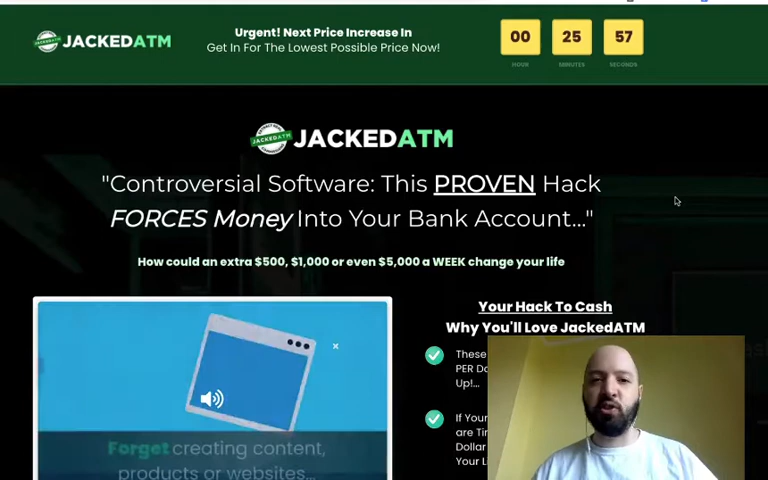 JACKEDATM
Urgent! Next Price Increase In
Get In For The Lowest Possible Price Now!
00
25
57
HOUR
MINUTES
SECONDS
JACKEDATM
JACKEDATM
"Controversial Software: This PROVEN Hack
FORCES Money Into Your Bank Account..."
How could an extra $500, $1,000 or even $5,000 a WEEK change your life
Your Hack To Cash
Why You'll Love JackedATM
These
PER Do
Up!...
If Your
are Tir
Dollar
Your Li
Forget creating content,
products or websites...